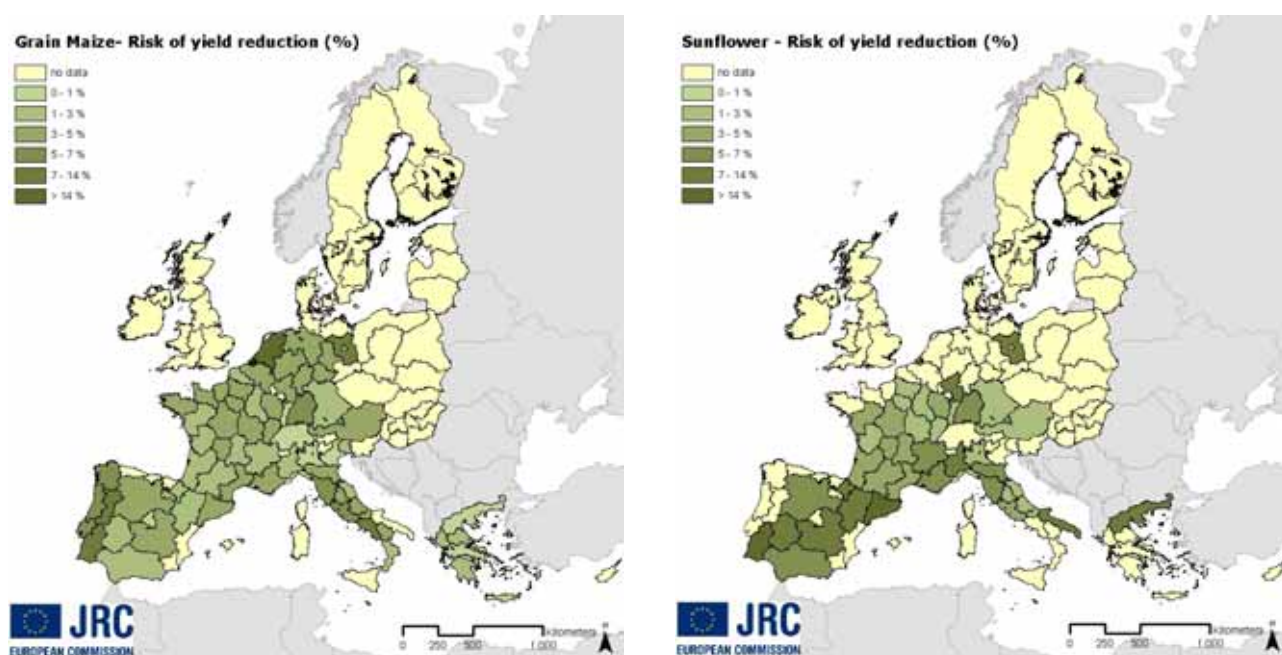 Grain Maize- Risk of yield reduction (%)
no data
0 - 1 %
1 - 3 %
3 - 5 %
5 - 7 %
7 - 14 %
> 14 %
JRC
EUROPEAN COMMISSION
0 250 500 1 000
kilometers
Sunflower - Risk of yield reduction (%)
no data
0 - 1 %
1 - 3 %
3 - 5 %
5 - 7 %
7 - 14 %
> 14 %
JRC
EUROPEAN COMMISSION
0 250 500 1 000
kilometers